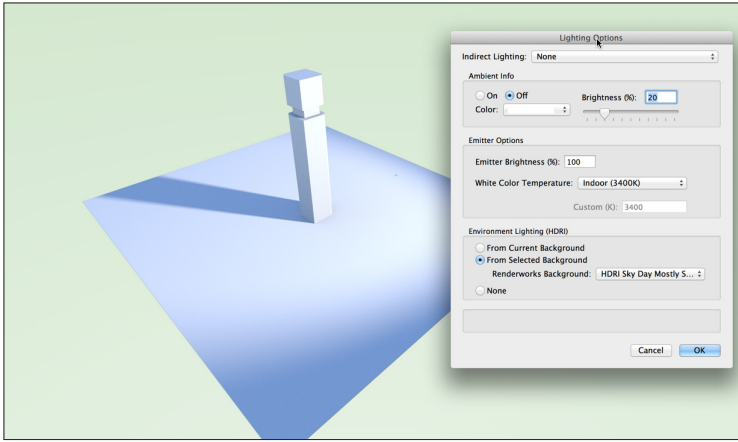 Lighting Options
Indirect Lighting: None
Ambient Info
On Off Brightness (%): 20
Color:
Emitter Options
Emitter Brightness (%): 100
White Color Temperature: Indoor (3400K)
Custom (K): 3400
Environment Lighting (HDRI)
From Current Background
From Selected Background
Renderworks Background: HDRI Sky Day Mostly S...
None
Cancel OK